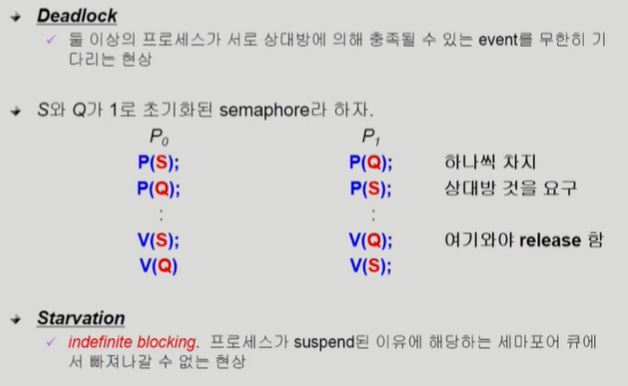 Deadlock
둘 이상의 프로세스가 서로 상대방에 의해 충족될 수 있는 event를 무한히 기
다리는 현상
S와 Q가 1로 초기화된 semaphore라 하자.
P0 P1
P(S); P(Q); 하나씩 차지
P(Q); P(S); 상대방 것을 요구
: :
V(S); V(Q); 여기와야 release 함
V(Q) V(S);
Starvation
indefinite blocking. 프로세스가 suspend된 이유에 해당하는 세마포어 큐에
서 빠져나갈 수 없는 현상